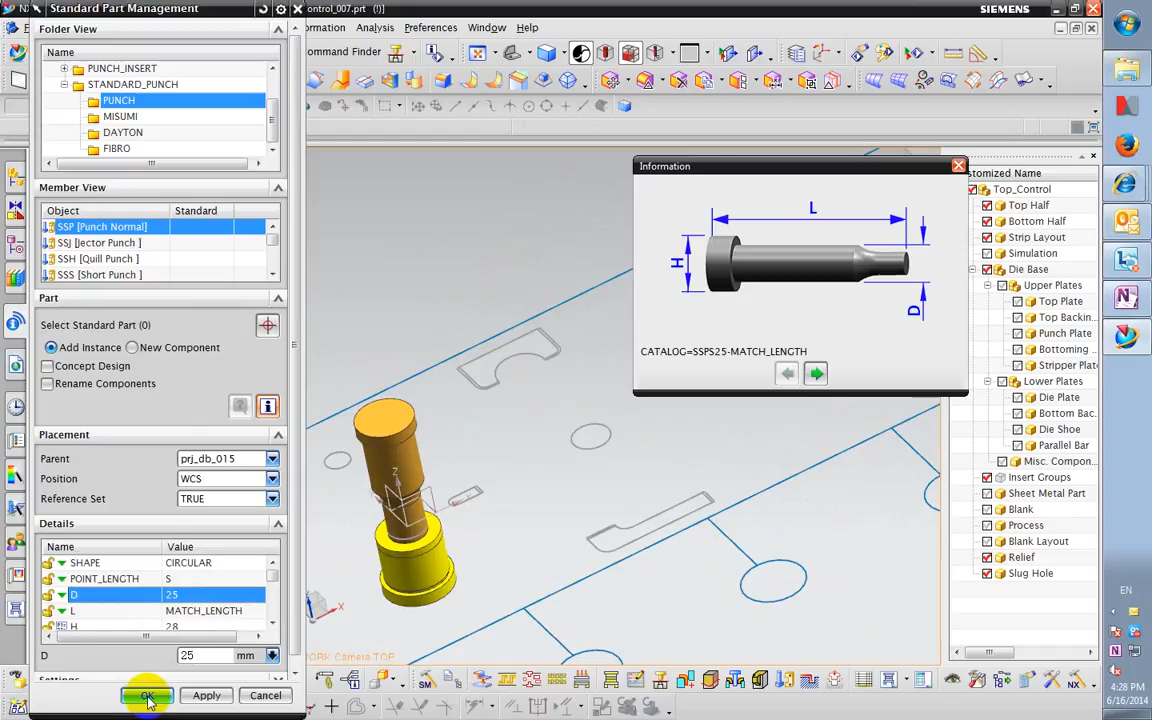 Standard Part Management
ontrol_007.prt (!)]
SIEMENS
Folder View
ormation
Analysis
Preferences
Window
Help
Name
ommand Finder
PUNCH_INSERT
STANDARD_PUNCH
PUNCH
MISUMI
DAYTON
FIBRO
Member View
Object
Standard
SSP [Punch Normal]
SSJ [Jector Punch ]
SSH [Quill Punch ]
SSS [Short Punch ]
Part
Select Standard Part (0)
Add Instance
New Component
Concept Design
Rename Components
Placement
Parent
prj_db_015
Position
WCS
Reference Set
TRUE
Details
Name
Value
SHAPE
CIRCULAR
POINT_LENGTH
S
D
25
L
MATCH_LENGTH
H
28
D
25
mm
Settings
OK
Apply
Cancel
Information
L
H
D
CATALOG=SSPS25-MATCH_LENGTH
Z
X
ORK Camera TOP
stomized Name
Top_Control
Top Half
Bottom Half
Strip Layout
Simulation
Die Base
Upper Plates
Top Plate
Top Backin...
Punch Plate
Bottoming ...
Stripper Plate
Lower Plates
Die Plate
Bottom Bac...
Die Shoe
Parallel Bar
Misc. Compon...
Insert Groups
Sheet Metal Part
Blank
Process
Blank Layout
Relief
Slug Hole
EN
4:28 PM
6/16/2014